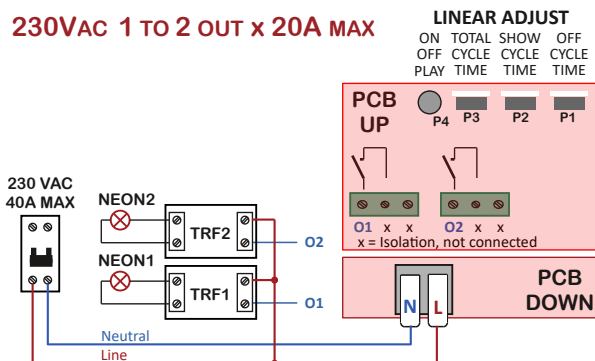 230VAC 1 TO 2 OUT x 20A MAX
LINEAR ADJUST
ON TOTAL SHOW OFF
OFF CYCLE CYCLE CYCLE
PLAY TIME TIME TIME
PCB
UP
P4 P3 P2 P1
230 VAC
40A MAX
NEON2
TRF2
O2
NEON1
TRF1
O1
O1 x x O2 x x
x = Isolation, not connected
PCB
DOWN
N L
Neutral
Line